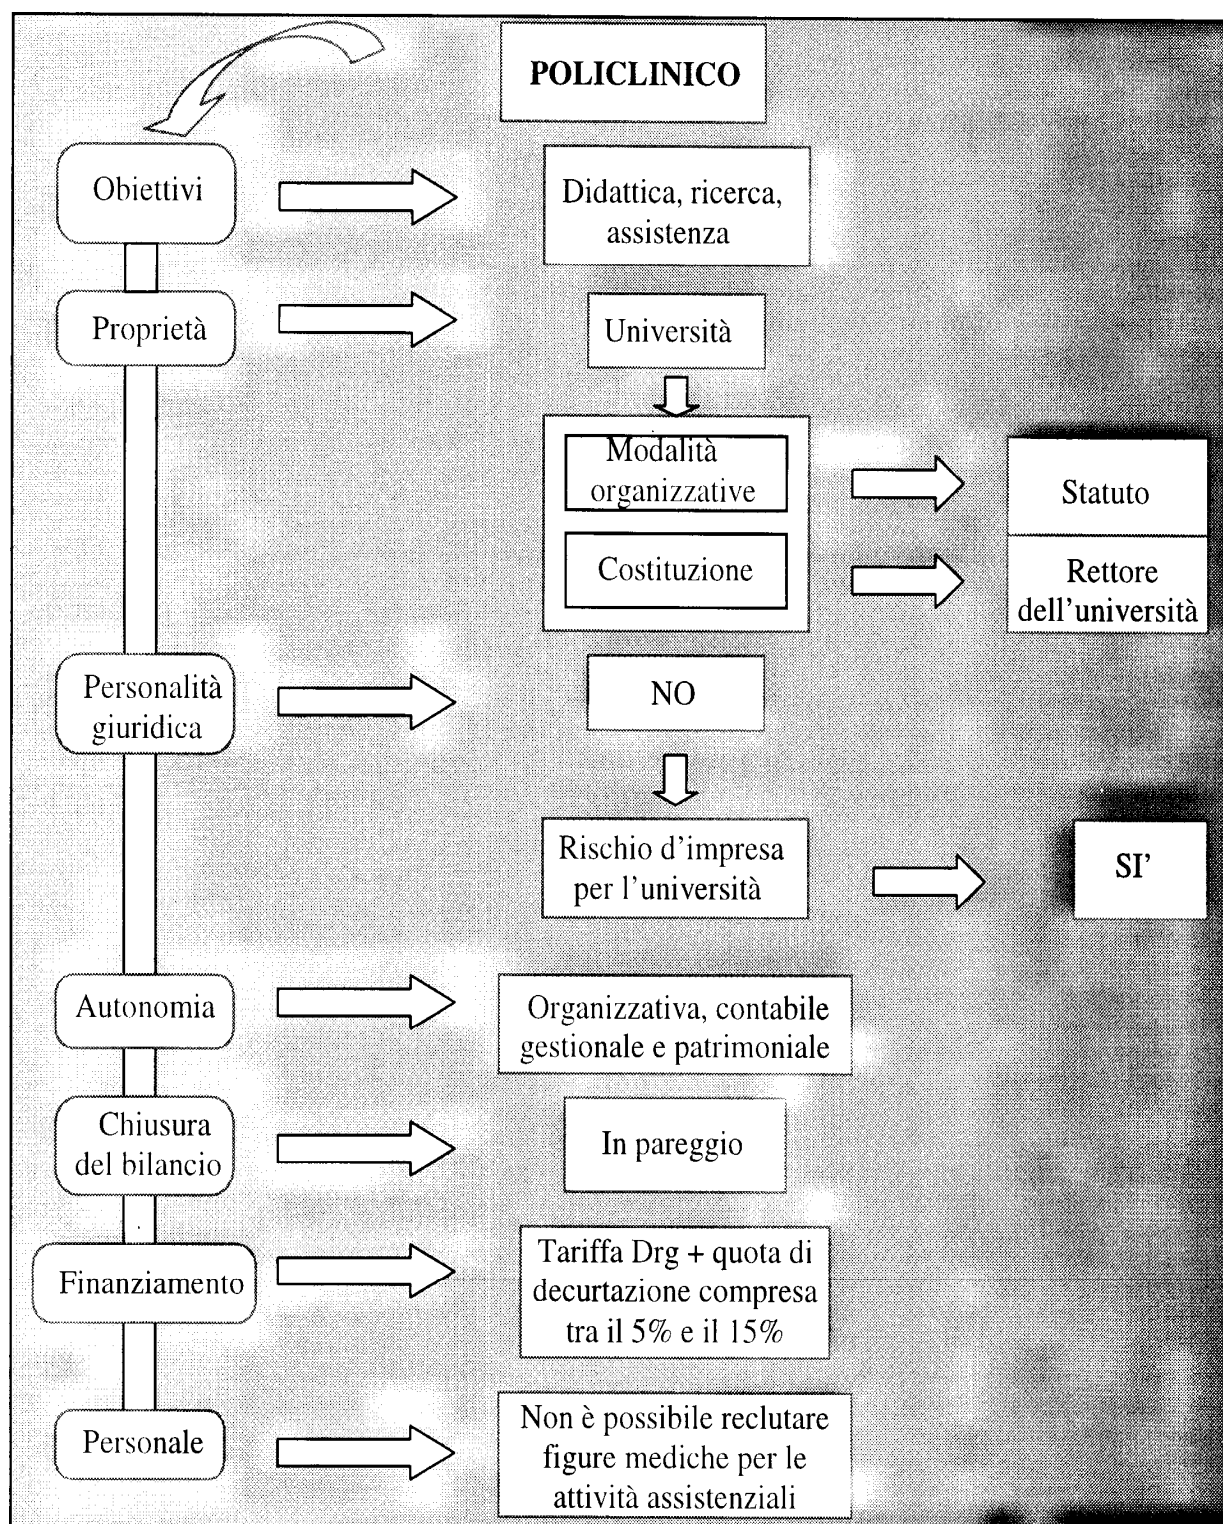 POLICLINICO
Obiettivi
Didattica, ricerca,
assistenza
Proprietà
Università
Modalità
organizzative
Statuto
Costituzione
Rettore
dell'università
Personalità
giuridica
NO
Rischio d'impresa
per l'università
SI'
Autonomia
Organizzativa, contabile
gestionale e patrimoniale
Chiusura
del bilancio
In pareggio
Finanziamento
Tariffa Drg + quota di
decurtazione compresa
tra il 5% e il 15%
Personale
Non è possibile reclutare
figure mediche per le
attività assistenziali